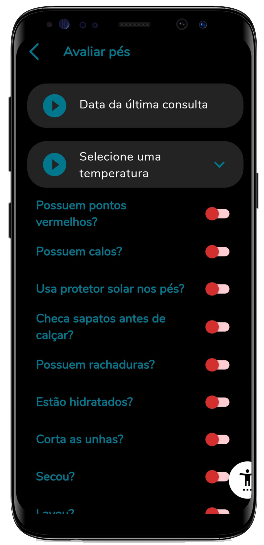 Avaliar pés
Data da última consulta
Selecione uma
temperatura
Possuem pontos
vermelhos?
Possuem calos?
Usa protetor solar nos pés?
Checa sapatos antes de
calçar?
Possuem rachaduras?
Estão hidratados?
Corta as unhas?
Secou?
Lavou?